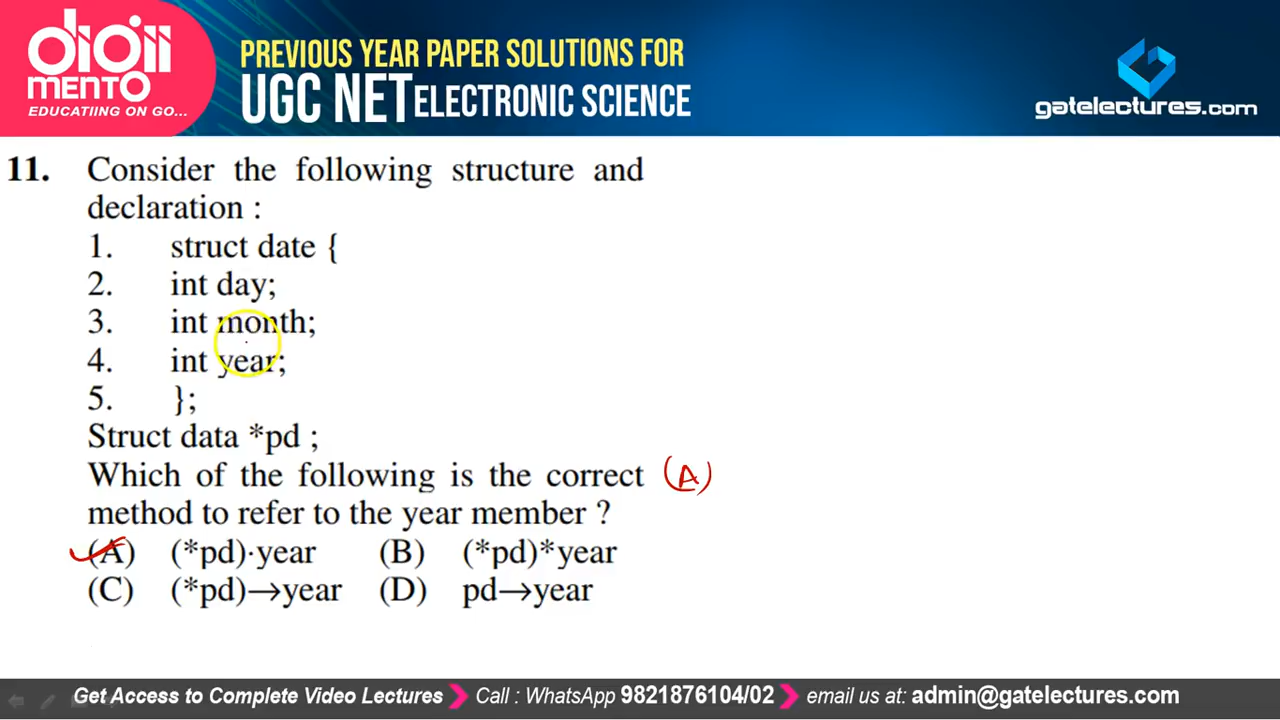 digii
MENTO
EDUCATIING ON GO...
PREVIOUS YEAR PAPER SOLUTIONS FOR
UGC NET ELECTRONIC SCIENCE
gatelectures.com
11. Consider the following structure and
declaration :
1. struct date {
2. int day;
3. int month;
4. int year;
5. };
Struct data *pd ;
Which of the following is the correct (A)
method to refer to the year member ?
(A) (*pd)·year (B) (*pd)*year
(C) (*pd)→year (D) pd→year
Get Access to Complete Video Lectures Call : WhatsApp 9821876104/02 email us at: admin@gatelectures.com